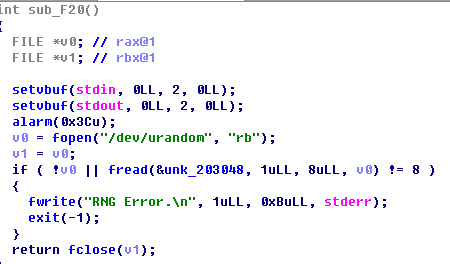 int sub_F20()
{
FILE *v0; // rax@1
FILE *v1; // rbx@1
setvbuf(stdin, 0LL, 2, 0LL);
setvbuf(stdout, 0LL, 2, 0LL);
alarm(0x3Cu);
v0 = fopen("/dev/urandom", "rb");
v1 = v0;
if ( !v0 || fread(&unk_203048, 1uLL, 8uLL, v0) != 8 )
{
fwrite("RNG Error.\n", 1uLL, 0xBuLL, stderr);
exit(-1);
}
return fclose(v1);